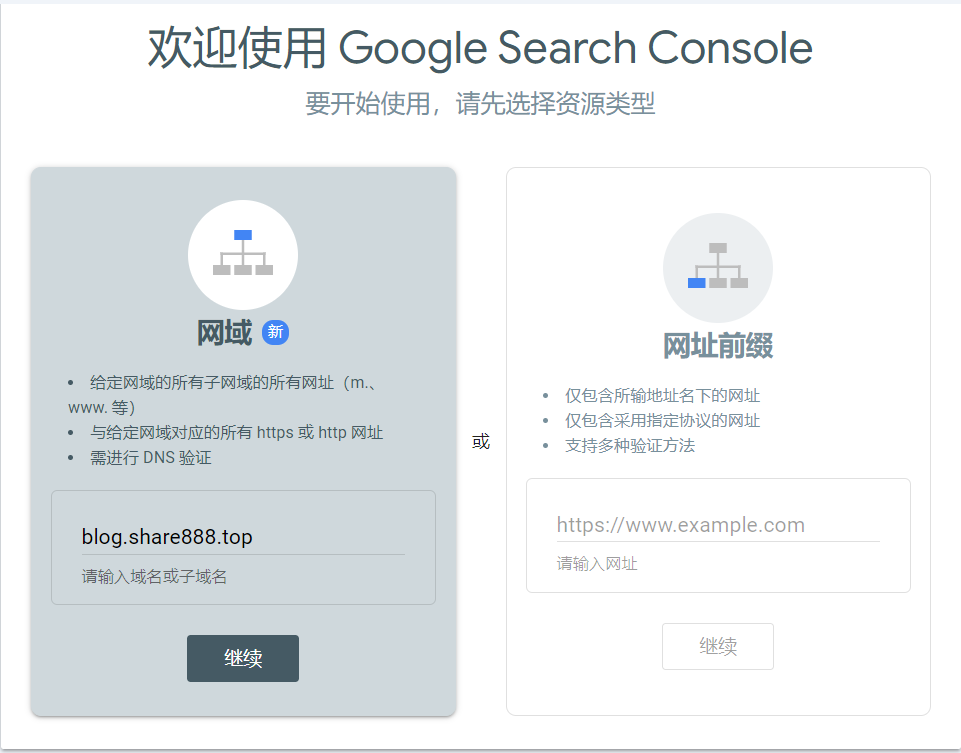 欢迎使用 Google Search Console
要开始使用，请先选择资源类型
网域 新
• 给定网域的所有子网域的所有网址（m.、
www. 等）
• 与给定网域对应的所有 https 或 http 网址
• 需进行 DNS 验证
blog.share888.top
请输入域名或子域名
继续
或
网址前缀
• 仅包含所输地址名下的网址
• 仅包含采用指定协议的网址
• 支持多种验证方法
https://www.example.com
请输入网址
继续